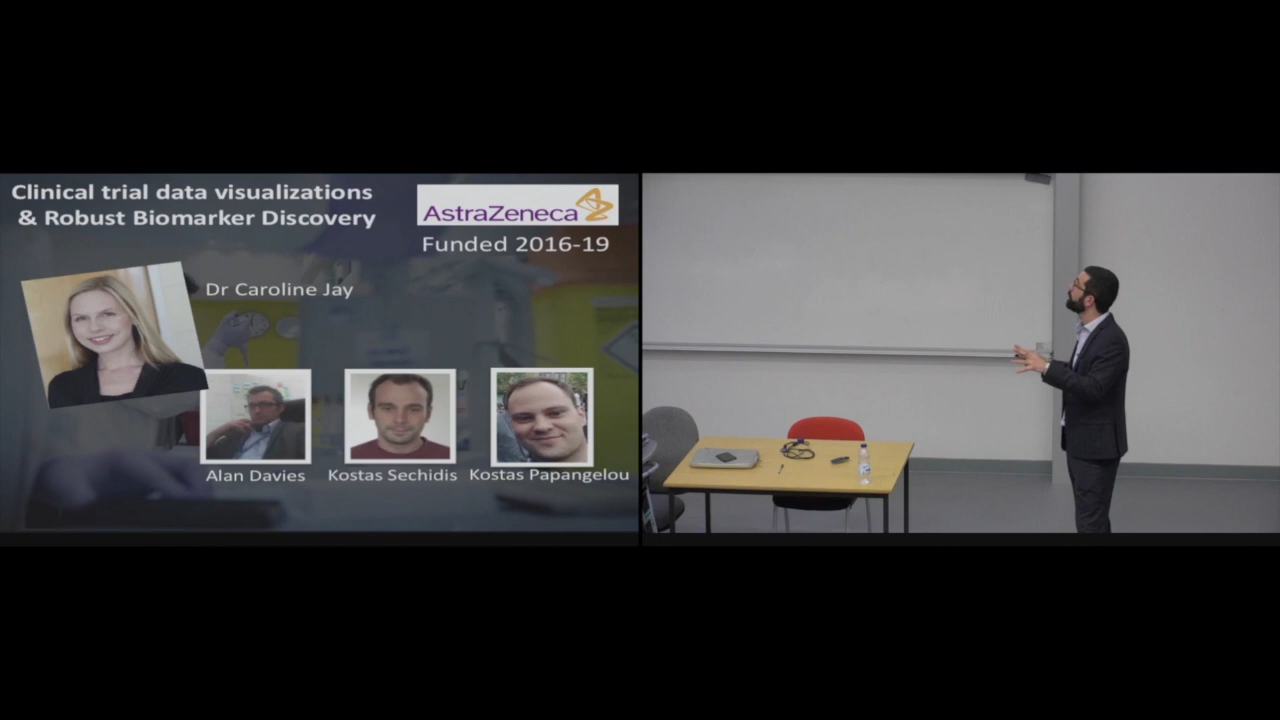 Clinical trial data visualizations
& Robust Biomarker Discovery
AstraZeneca
Funded 2016-19
Dr Caroline Jay
Alan Davies
Kostas Sechidis
Kostas Papangelou